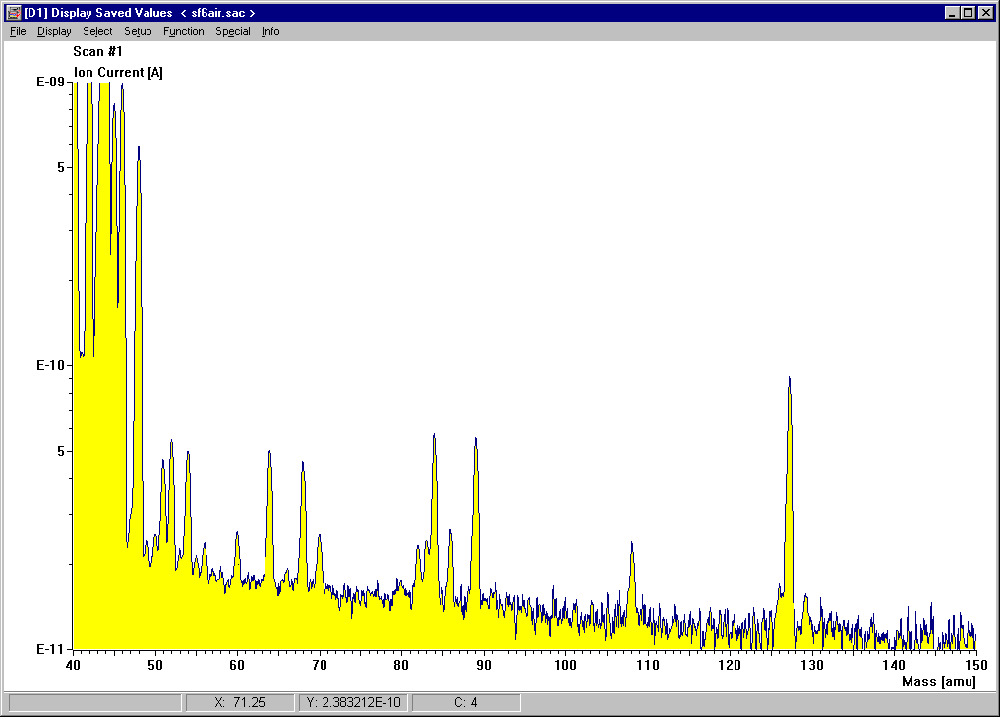 [D1] Display Saved Values < sf6air.sac >
File Display Select Setup Function Special Info
Scan #1
Ion Current [A]
E-09
5
E-10
5
E-11
40 50 60 70 80 90 100 110 120 130 140 150
Mass [amu]
X: 71.25 Y: 2.383212E-10 C: 4